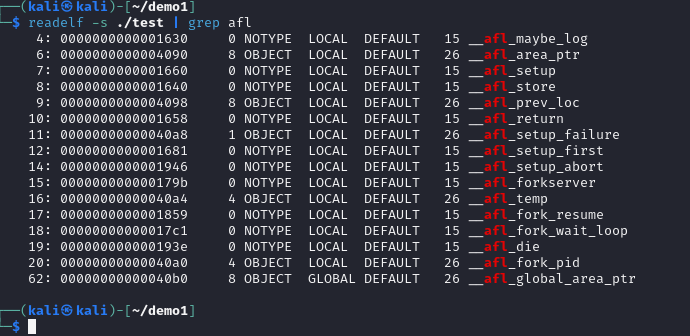 ┌──(kali㉿kali)-[~/demo1]
└─$ readelf -s ./test | grep afl
     4: 0000000000001630     0 NOTYPE  LOCAL  DEFAULT   15 __afl_maybe_log
     6: 0000000000004090     8 OBJECT  LOCAL  DEFAULT   26 __afl_area_ptr
     7: 0000000000001660     0 NOTYPE  LOCAL  DEFAULT   15 __afl_setup
     8: 0000000000001640     0 NOTYPE  LOCAL  DEFAULT   15 __afl_store
     9: 0000000000004098     8 OBJECT  LOCAL  DEFAULT   26 __afl_prev_loc
    10: 0000000000001658     0 NOTYPE  LOCAL  DEFAULT   15 __afl_return
    11: 00000000000040a8     1 OBJECT  LOCAL  DEFAULT   26 __afl_setup_failure
    12: 0000000000001681     0 NOTYPE  LOCAL  DEFAULT   15 __afl_setup_first
    14: 0000000000001946     0 NOTYPE  LOCAL  DEFAULT   15 __afl_setup_abort
    15: 000000000000179b     0 NOTYPE  LOCAL  DEFAULT   15 __afl_forkserver
    16: 00000000000040a4     4 OBJECT  LOCAL  DEFAULT   26 __afl_temp
    17: 0000000000001859     0 NOTYPE  LOCAL  DEFAULT   15 __afl_fork_resume
    18: 00000000000017c1     0 NOTYPE  LOCAL  DEFAULT   15 __afl_fork_wait_loop
    19: 000000000000193e     0 NOTYPE  LOCAL  DEFAULT   15 __afl_die
    20: 00000000000040a0     4 OBJECT  LOCAL  DEFAULT   26 __afl_fork_pid
    62: 00000000000040b0     8 OBJECT  GLOBAL DEFAULT   26 __afl_global_area_ptr
┌──(kali㉿kali)-[~/demo1]
└─$